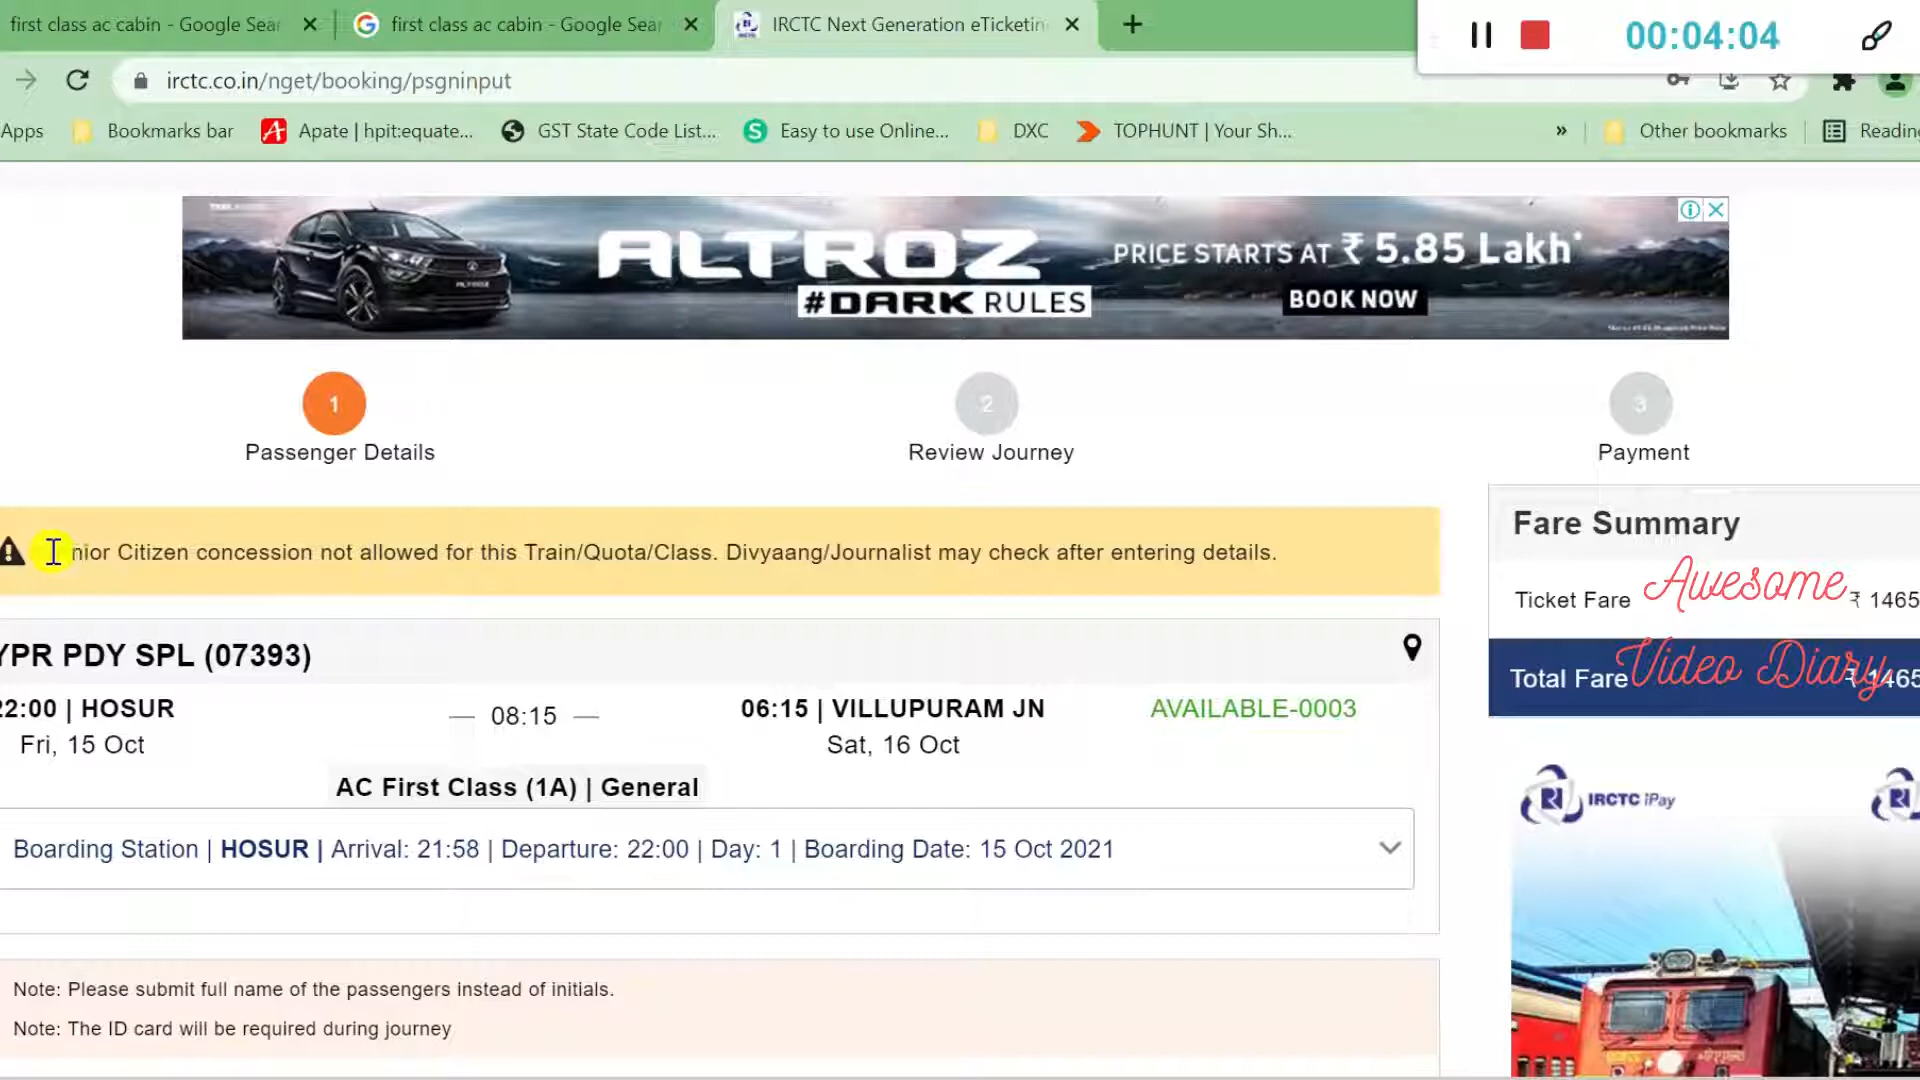 first class ac cabin - Google Sear
first class ac cabin - Google Sear
IRCTC Next Generation eTicketin
00:04:04
irctc.co.in/nget/booking/psgninput
Apps
Bookmarks bar
Apate | hpit:equate...
GST State Code List...
Easy to use Online...
DXC
TOPHUNT | Your Sh...
»
Other bookmarks
Readin
ALTROZ
#DARK RULES
PRICE STARTS AT ₹ 5.85 Lakh*
BOOK NOW
1
Passenger Details
2
Review Journey
3
Payment
nior Citizen concession not allowed for this Train/Quota/Class. Divyaang/Journalist may check after entering details.
YPR PDY SPL (07393)
22:00 | HOSUR
Fri, 15 Oct
— 08:15 —
06:15 | VILLUPURAM JN
Sat, 16 Oct
AVAILABLE-0003
AC First Class (1A) | General
Boarding Station | HOSUR | Arrival: 21:58 | Departure: 22:00 | Day: 1 | Boarding Date: 15 Oct 2021
Note: Please submit full name of the passengers instead of initials.
Note: The ID card will be required during journey
Fare Summary
Ticket Fare
₹ 1465
Awesome
Total Fare
₹ 1465
Video Diary
IRCTC iPay